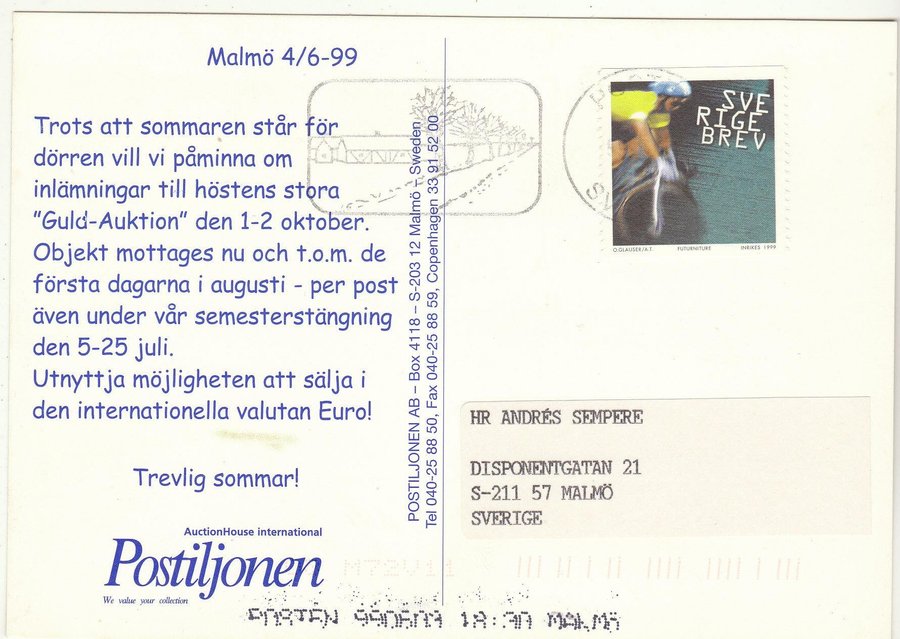 Malmö 4/6-99
Trots att sommaren står för
dörren vill vi påminna om
inlämningar till höstens stora
"Guld-Auktion" den 1-2 oktober.
Objekt mottages nu och t.o.m. de
första dagarna i augusti - per post
även under vår semesterstängning
den 5-25 juli.
Utnyttja möjligheten att sälja i
den internationella valutan Euro!
Trevlig sommar!
AuctionHouse international
Postiljonen
We value your collection
POSTILJONEN AB – Box 4118 – S-203 12 Malmö – Sweden
Tel 040-25 88 50, Fax 040-25 88 59, Copenhagen 33 91 52 00
SVE
RIGE
BREV
O.GLAUSER/A.T. FUTURNITURE INRIKES 1999
HR ANDRÉS SEMPERE
DISPONENTGATAN 21
S-211 57 MALMÖ
SVERIGE
MALMÖ